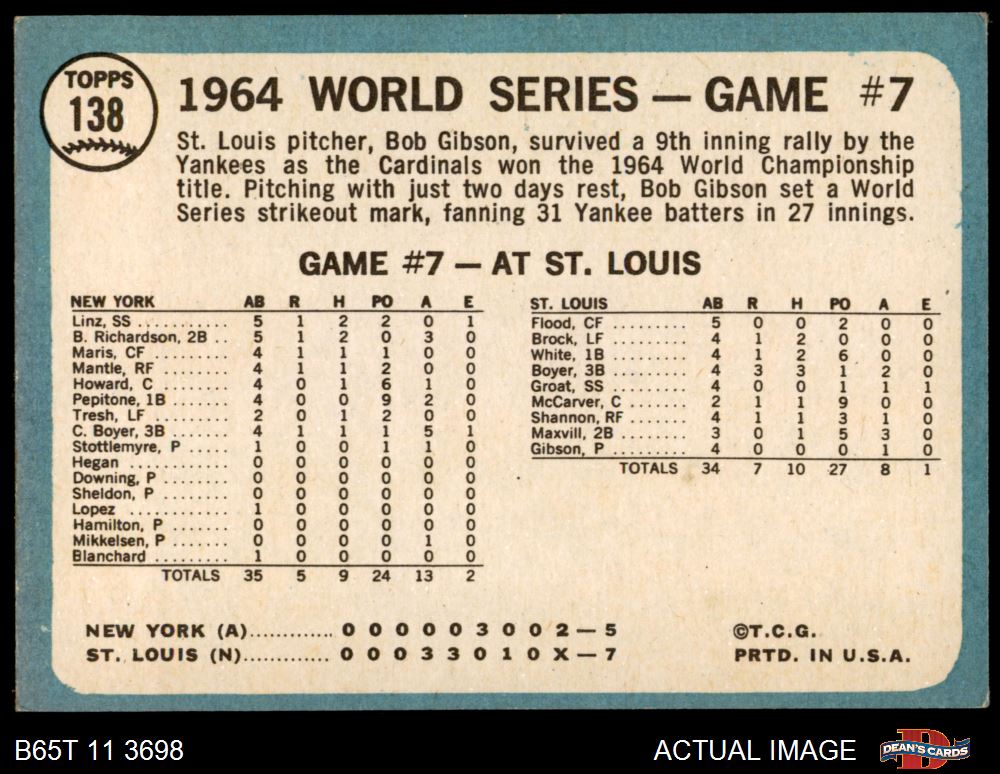 TOPPS
138
1964 WORLD SERIES — GAME #7
St. Louis pitcher, Bob Gibson, survived a 9th inning rally by the
Yankees as the Cardinals won the 1964 World Championship
title. Pitching with just two days rest, Bob Gibson set a World
Series strikeout mark, fanning 31 Yankee batters in 27 innings.
GAME #7 — AT ST. LOUIS
NEW YORK AB R H PO A E
Linz, SS ........... 5 1 2 2 0 1
B. Richardson, 2B .. 5 1 2 0 3 0
Maris, CF .......... 4 1 1 1 0 0
Mantle, RF ......... 4 1 1 2 0 0
Howard, C .......... 4 0 1 6 1 0
Pepitone, 1B ....... 4 0 0 9 2 0
Tresh, LF .......... 2 0 1 2 0 0
C. Boyer, 3B ........ 4 1 1 1 5 1
Stottlemyre, P ..... 1 0 0 1 1 0
Hegan .............. 0 0 0 0 0 0
Downing, P ......... 0 0 0 0 0 0
Sheldon, P ......... 0 0 0 0 0 0
Lopez .............. 1 0 0 0 0 0
Hamilton, P ....... 0 0 0 0 0 0
Mikkelsen, P ....... 0 0 0 0 1 0
Blanchard .......... 1 0 0 0 0 0
TOTALS 35 5 9 24 13 2
ST. LOUIS AB R H PO A E
Flood, CF ......... 5 0 0 2 0 0
Brock, LF ......... 4 1 2 0 0 0
White, 1B ......... 4 1 2 6 0 0
Boyer, 3B ......... 4 3 3 1 2 0
Groat, SS ......... 4 0 0 1 1 1
McCarver, C ....... 2 1 1 9 0 0
Shannon, RF ....... 4 1 1 3 1 0
Maxvill, 2B ........ 3 0 1 5 3 0
Gibson, P ......... 4 0 0 0 1 0
TOTALS 34 7 10 27 8 1
NEW YORK (A)............. 0 0 0 0 0 3 0 0 2 — 5
ST. LOUIS (N)............. 0 0 0 3 3 0 1 0 X — 7
©T.C.G.
PRTD. IN U.S.A.
B65T 11 3698
ACTUAL IMAGE
DEAN'S CARDS